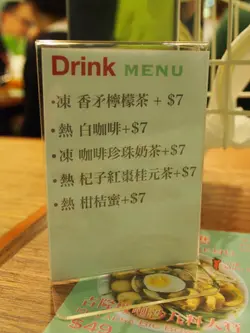 Drink MENU
•凍 香矛檸檬茶 + $7
•熱 白咖啡+$7
•凍 咖啡珍珠奶茶+$7
•熱 杞子紅棗桂元茶+$7
•熱 柑桔蜜+$7
$49